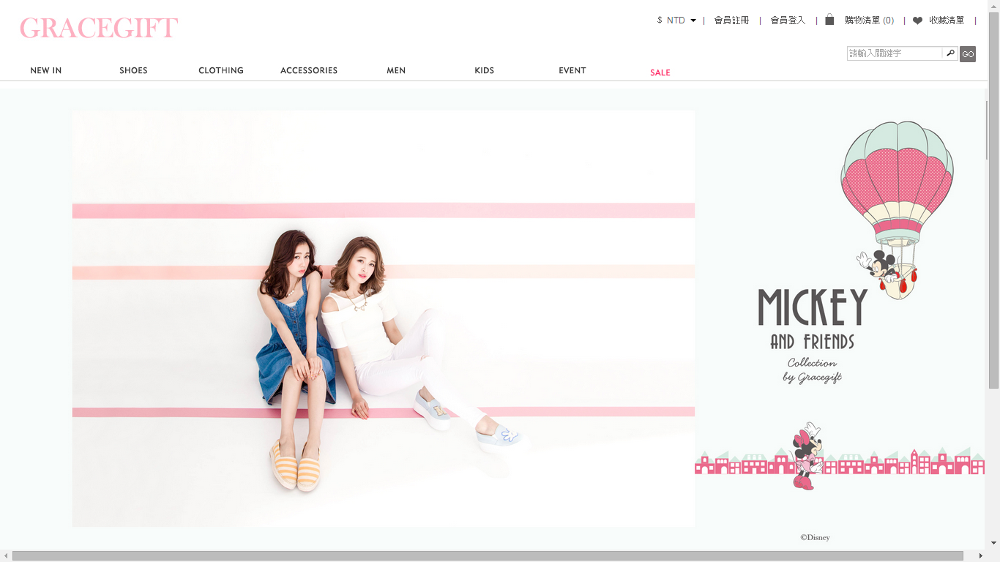 GRACEGIFT
$ NTD
會員註冊
會員登入
購物清單 (0)
收藏清單
請輸入關鍵字
GO
NEW IN
SHOES
CLOTHING
ACCESSORIES
MEN
KIDS
EVENT
SALE
MICKEY
AND FRIENDS
Collection
by Gracegift
©Disney